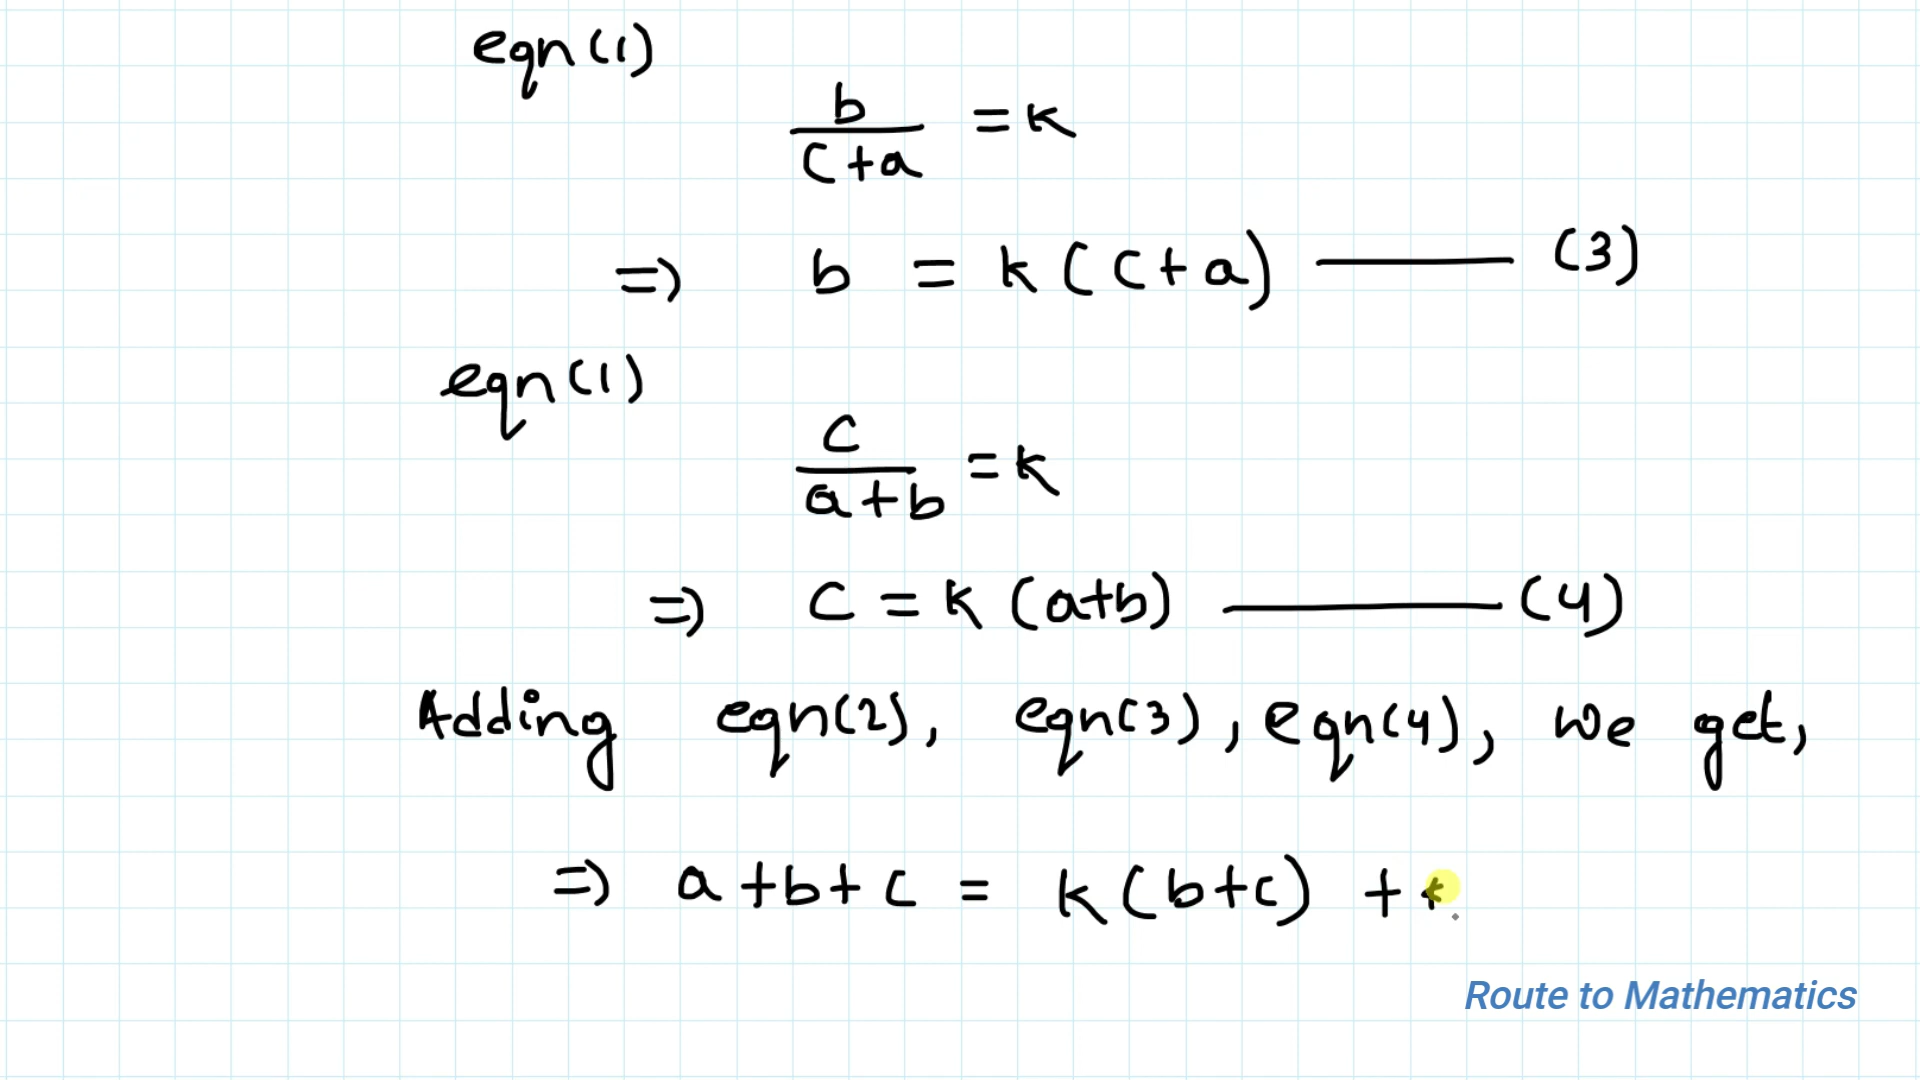 eqn(1)
b/(c+a) = k
=> b = k(c+a) —— (3)
eqn(1)
c/(a+b) = k
=> c = k(a+b) —— (4)
Adding eqn(2), eqn(3), eqn(4), we get,
=> a+b+c = k(b+c) +
Route to Mathematics